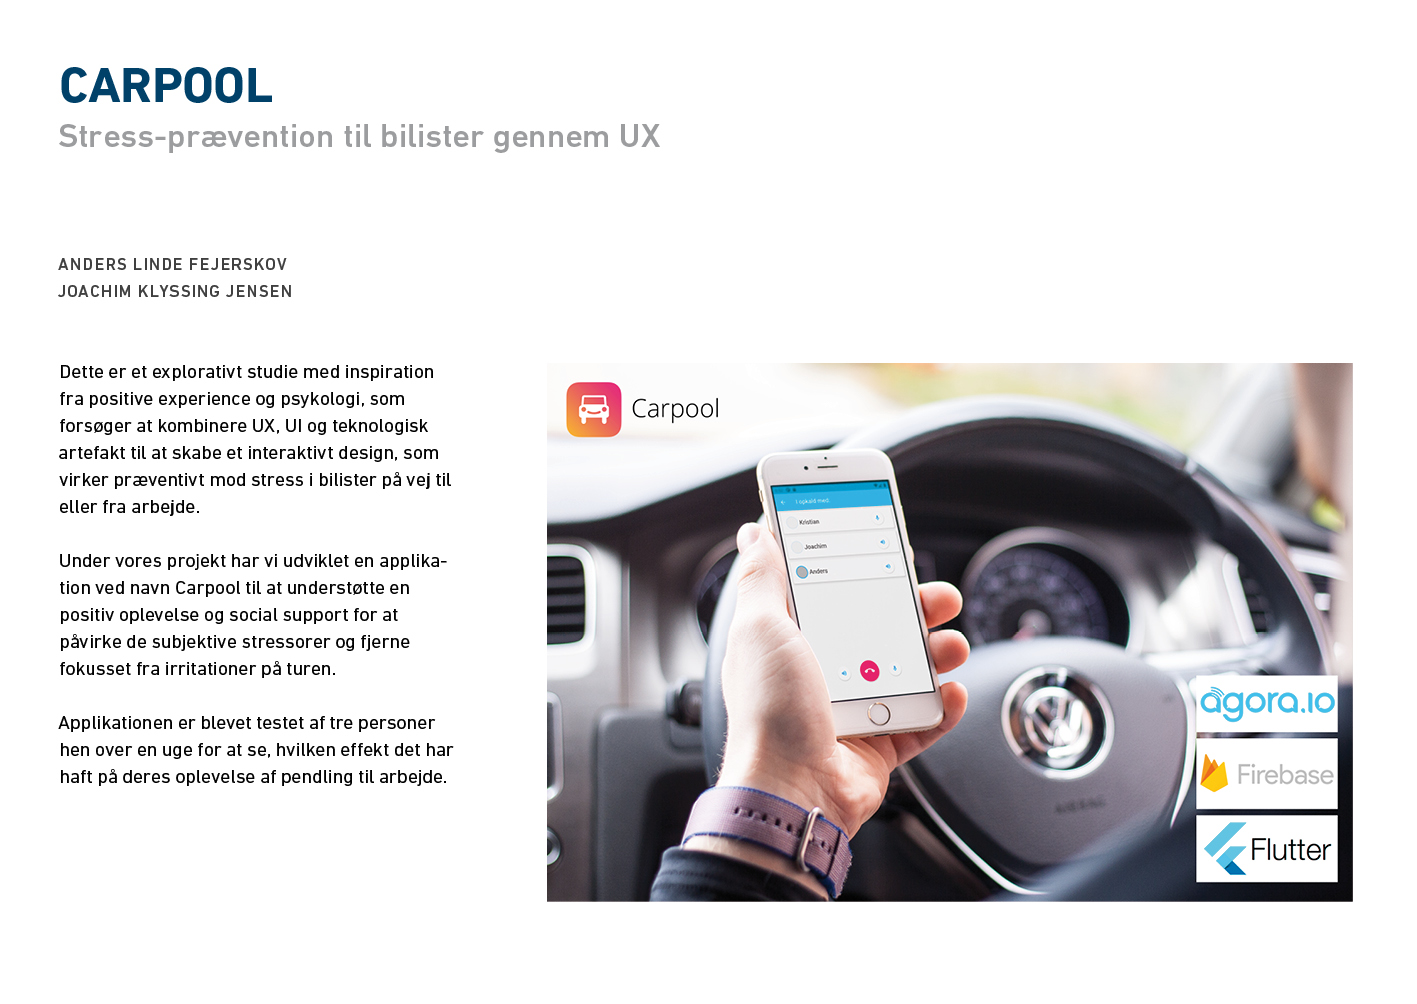 CARPOOL
Stress-prævention til bilister gennem UX
ANDERS LINDE FEJERSKOV
JOACHIM KLYSSING JENSEN
Dette er et explorativt studie med inspiration
fra positive experience og psykologi, som
forsøger at kombinere UX, UI og teknologisk
artefakt til at skabe et interaktivt design, som
virker præventivt mod stress i bilister på vej til
eller fra arbejde.
Under vores projekt har vi udviklet en applika-
tion ved navn Carpool til at understøtte en
positiv oplevelse og social support for at
påvirke de subjektive stressorer og fjerne
fokusset fra irritationer på turen.
Applikationen er blevet testet af tre personer
hen over en uge for at se, hvilken effekt det har
haft på deres oplevelse af pendling til arbejde.
Carpool
I opkald med:
Kristian
Joachim
Anders
AIRBAG
agora.io
Firebase
Flutter